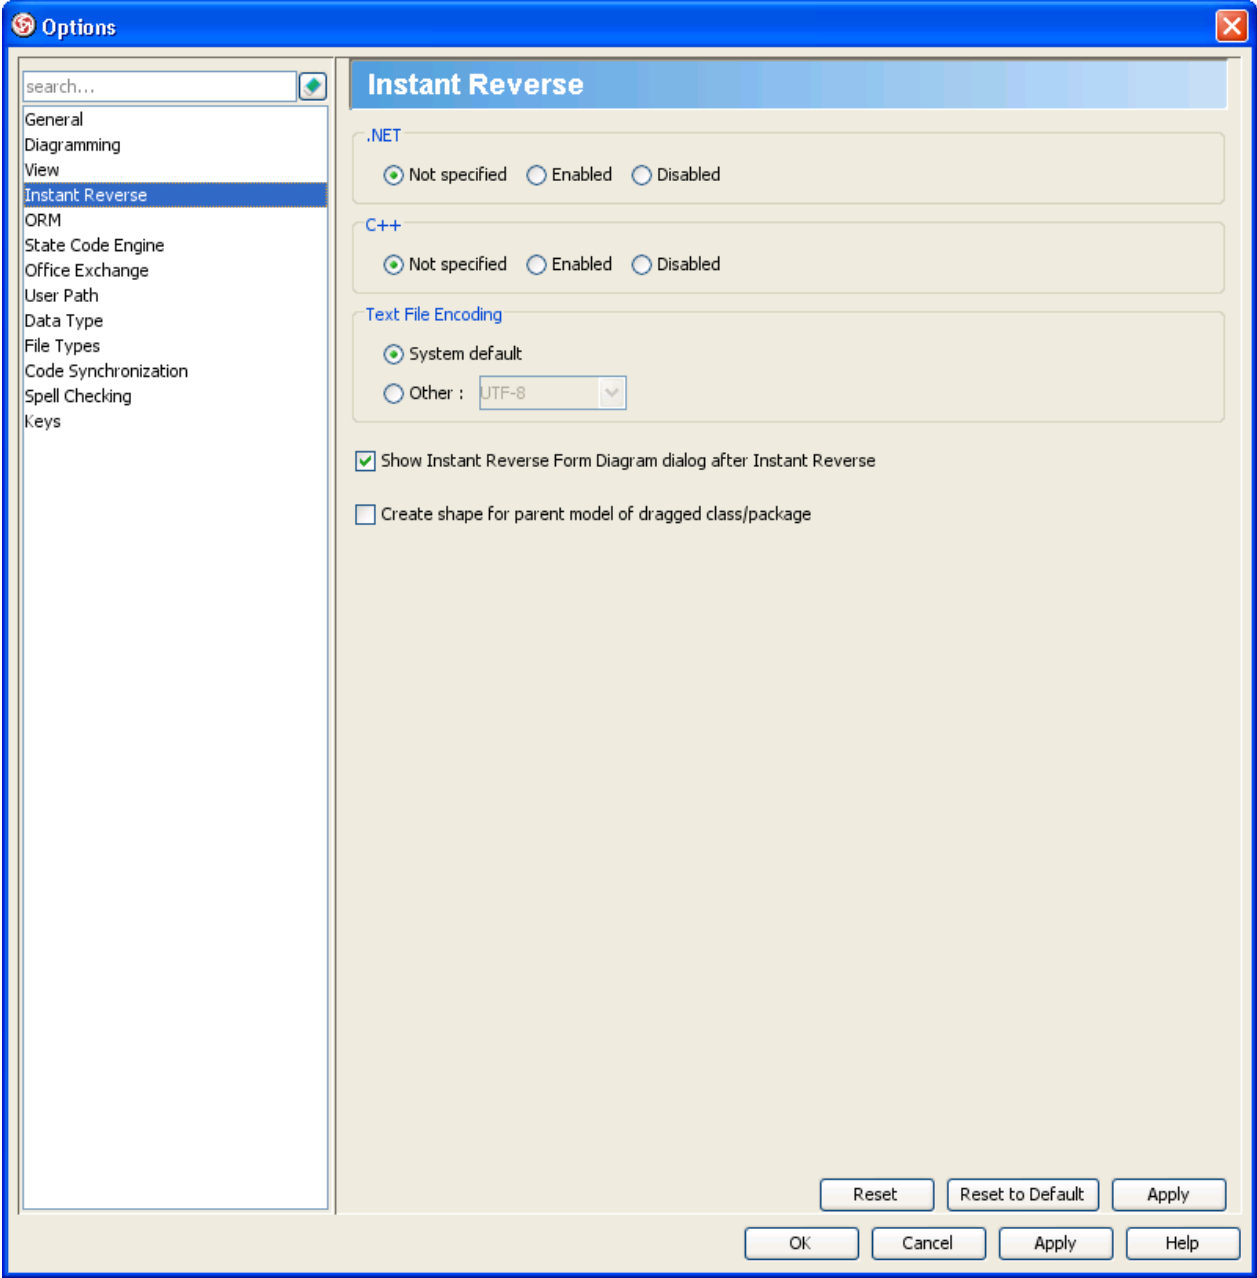 Options
search...
General
Diagramming
View
Instant Reverse
ORM
State Code Engine
Office Exchange
User Path
Data Type
File Types
Code Synchronization
Spell Checking
Keys
Instant Reverse
.NET
Not specified Enabled Disabled
C++
Not specified Enabled Disabled
Text File Encoding
System default
Other : UTF-8
Show Instant Reverse Form Diagram dialog after Instant Reverse
Create shape for parent model of dragged class/package
Reset Reset to Default Apply
OK Cancel Apply Help